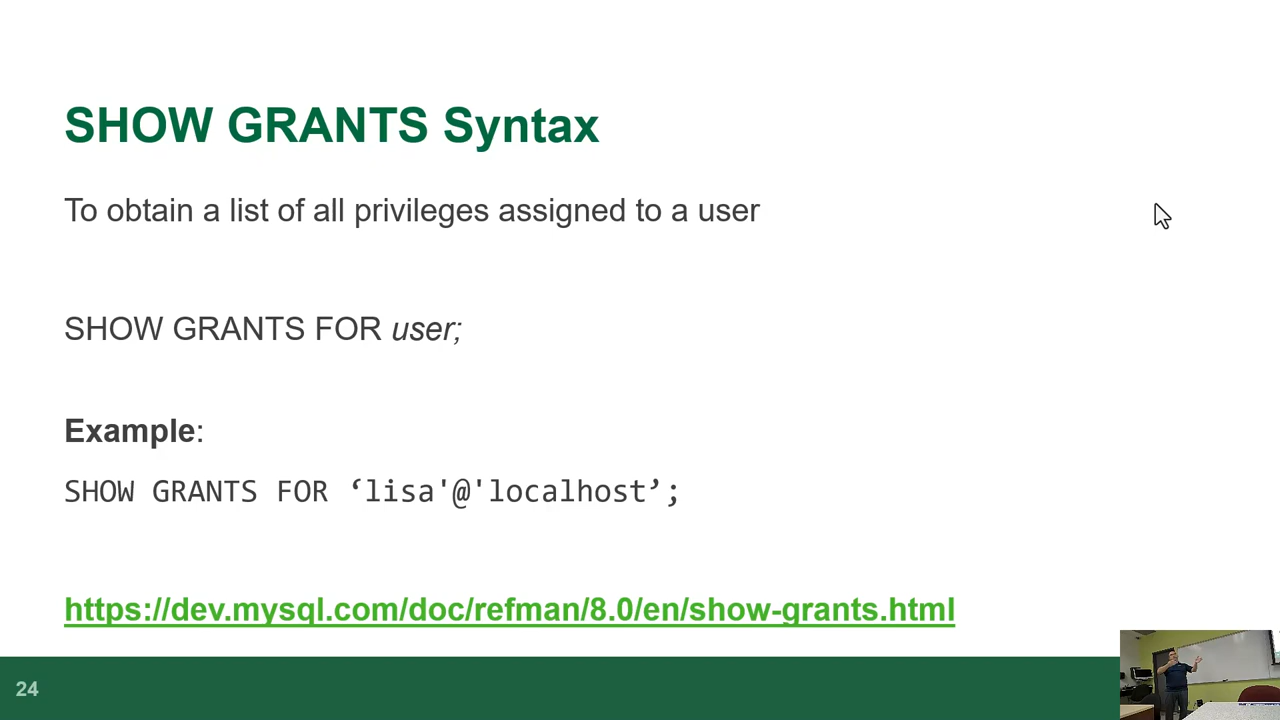 SHOW GRANTS Syntax
To obtain a list of all privileges assigned to a user
SHOW GRANTS FOR user;
Example:
SHOW GRANTS FOR ‘lisa'@'localhost’;
https://dev.mysql.com/doc/refman/8.0/en/show-grants.html
24